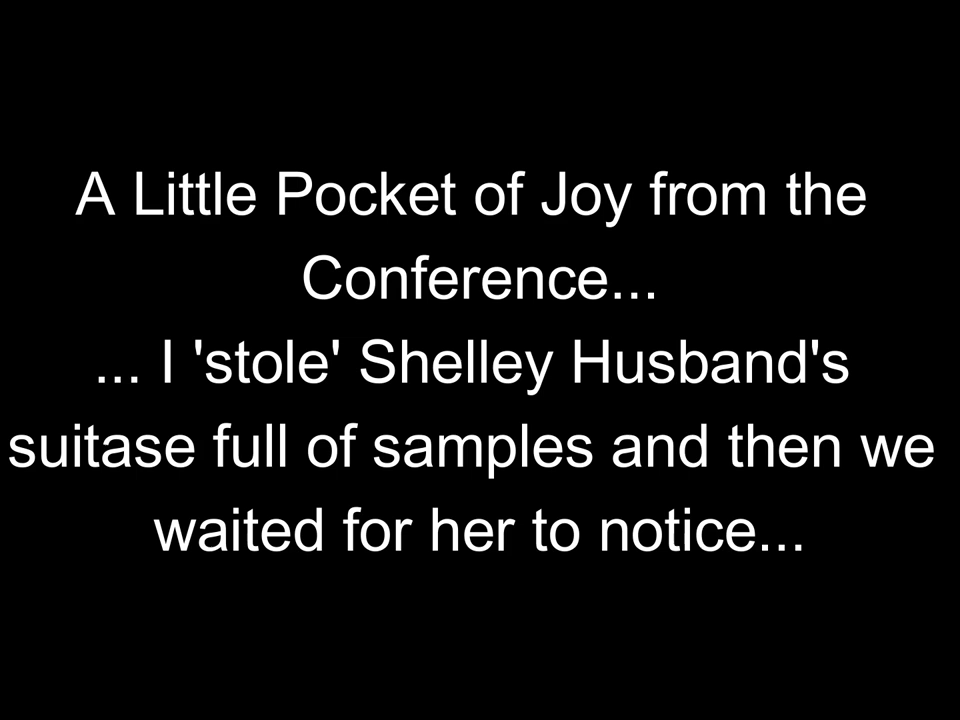 A Little Pocket of Joy from the
Conference...
... I 'stole' Shelley Husband's
suitase full of samples and then we
waited for her to notice...